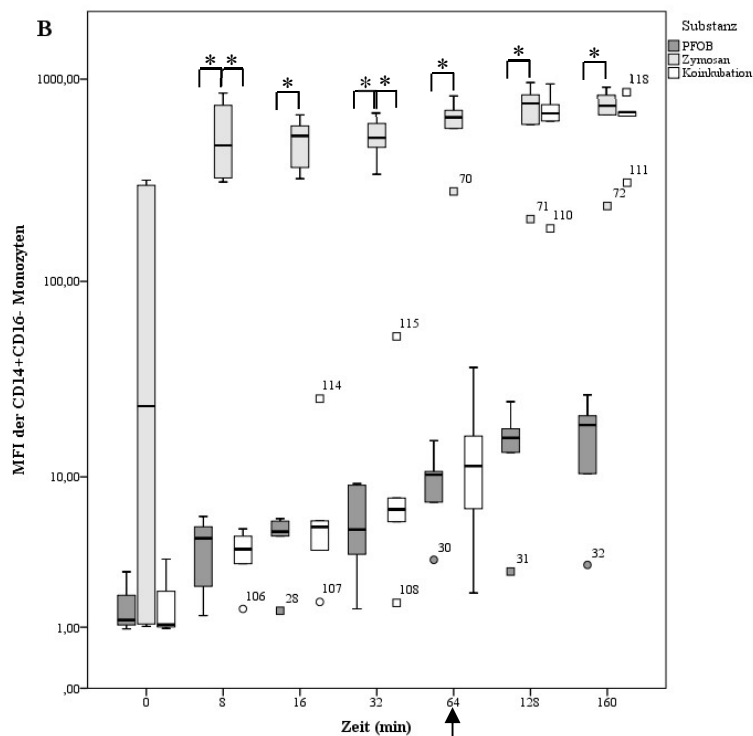 B
Substanz
PFOB
Zymosan
Koinkubation
* * * * * * * *
1000,00
100,00
10,00
1,00
,00
MFI der CD14+CD16- Monozyten
118
111
70
71
110
72
115
114
106
28
107
108
30
31
32
0 8 16 32 64 128 160
Zeit (min)